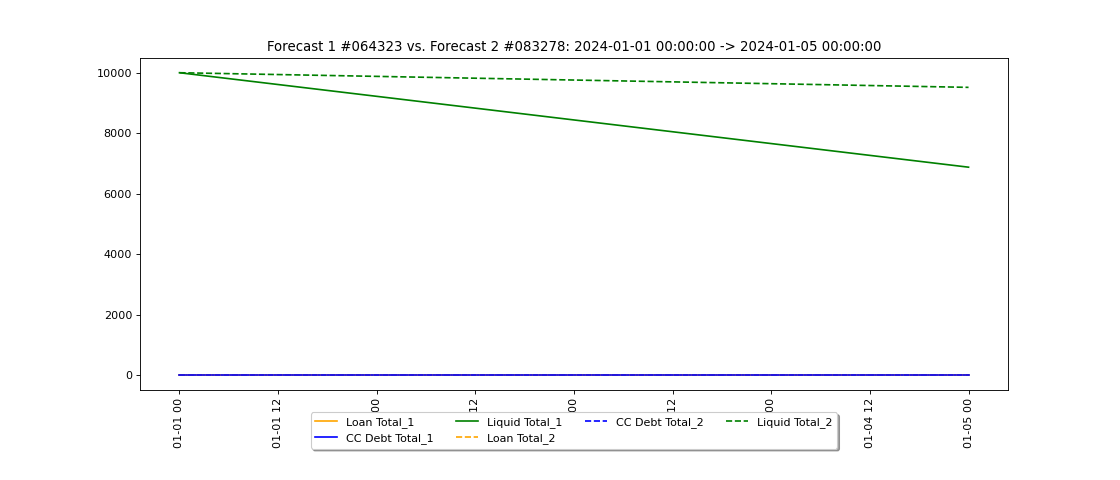 Forecast 1 #064323 vs. Forecast 2 #083278: 2024-01-01 00:00:00 -> 2024-01-05 00:00:00
10000
8000
6000
4000
2000
0
01-01 00
01-01 12
00
12
00
12
00
01-04 12
01-05 00
Loan Total_1
CC Debt Total_1
Liquid Total_1
Loan Total_2
CC Debt Total_2
Liquid Total_2